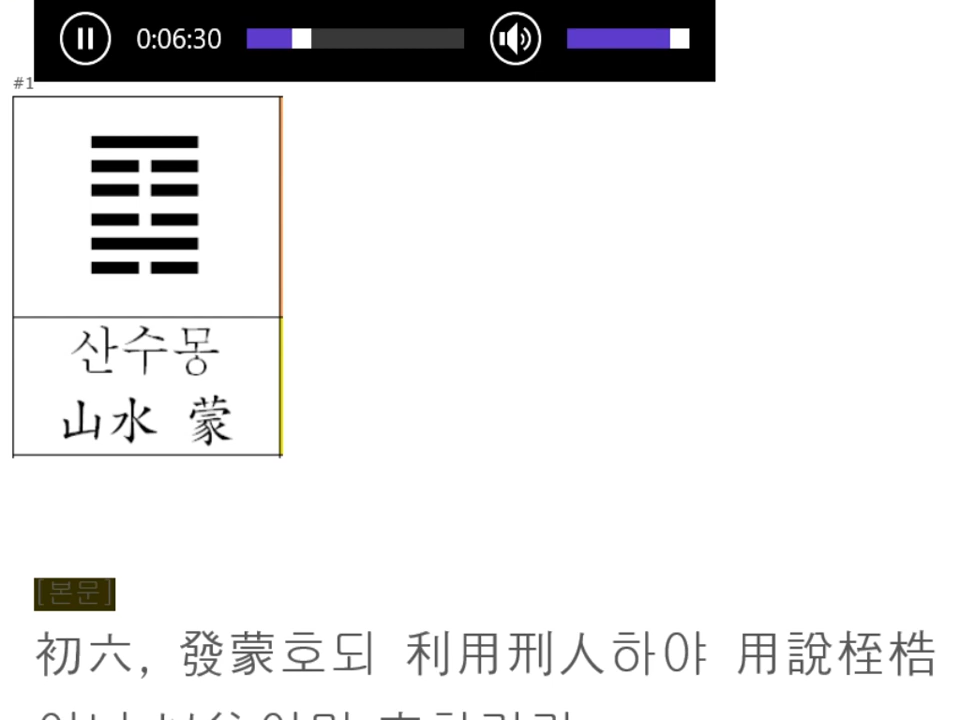 0:06:30
#1
산수몽
山水 蒙
[본문]
初六, 發蒙호되 利用刑人하야 用說桎梏